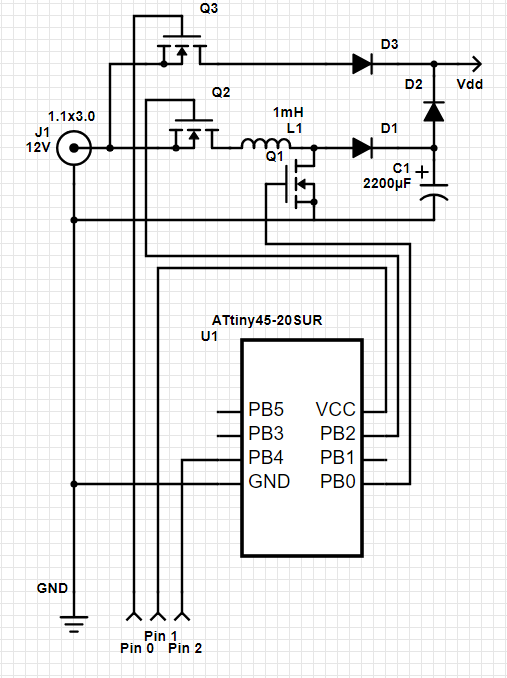 Q3
D3
D2
Vdd
Q2
1.1x3.0
J1
12V
1mH
L1
D1
Q1
C1
2200µF
ATtiny45-20SUR
U1
PB5
VCC
PB3
PB2
PB4
PB1
GND
PB0
GND
Pin 1
Pin 0
Pin 2